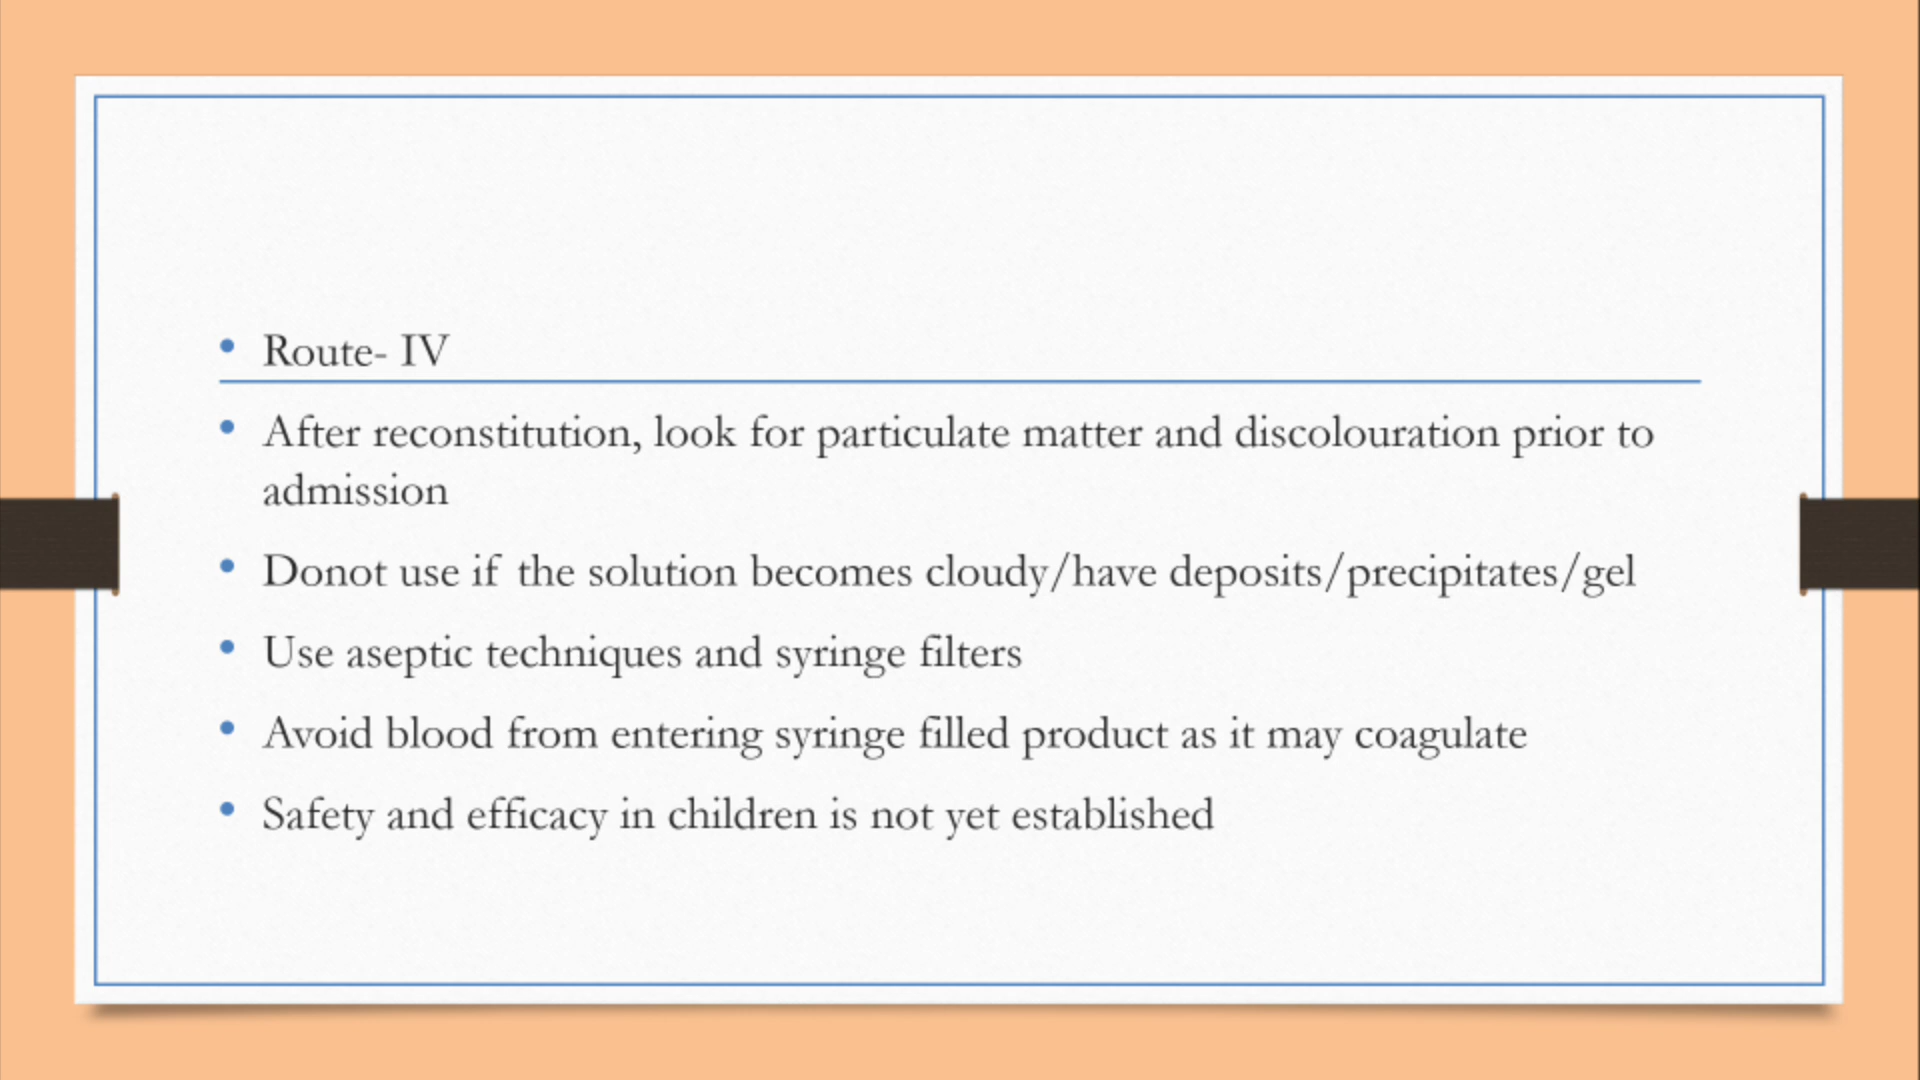 • Route- IV
• After reconstitution, look for particulate matter and discolouration prior to
admission
• Donot use if the solution becomes cloudy/have deposits/precipitates/gel
• Use aseptic techniques and syringe filters
• Avoid blood from entering syringe filled product as it may coagulate
• Safety and efficacy in children is not yet established